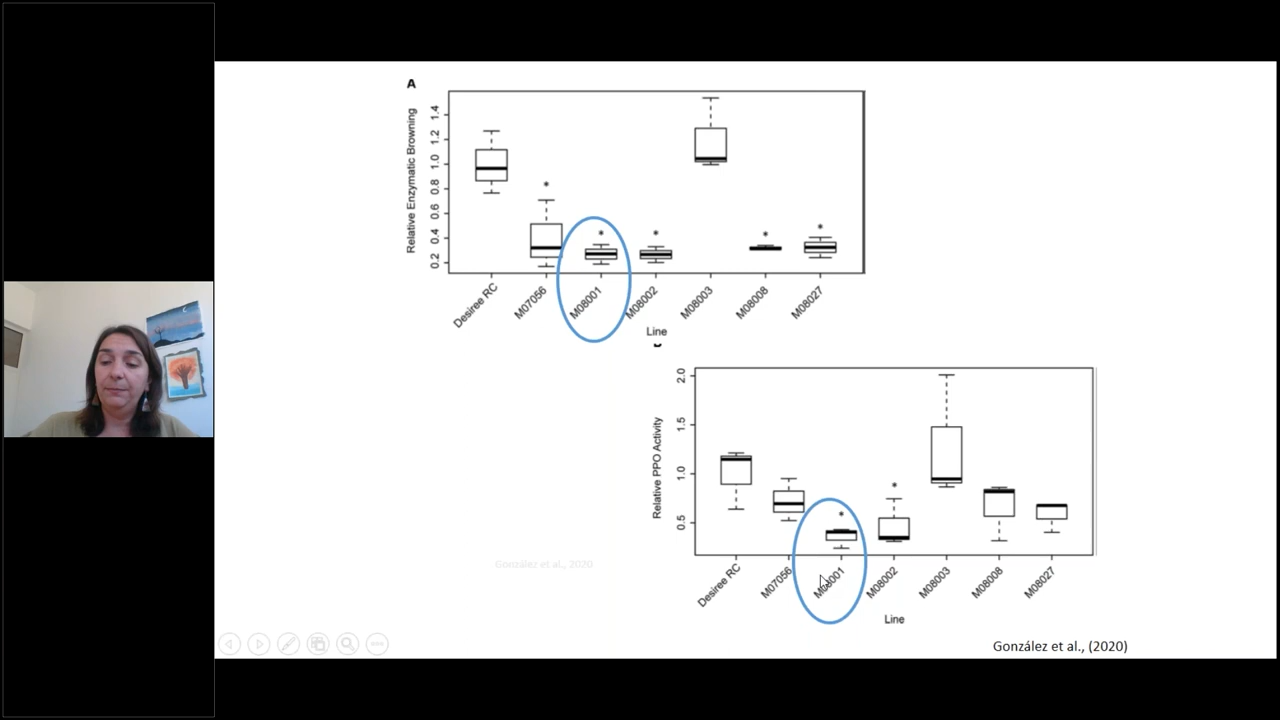 A
Relative Enzymatic Browning
1.4
1.2
1.0
0.8
0.6
0.4
0.2
* * * * *
Desiree RC M07056 M08001 M08002 M08003 M08008 M08027
Line
Relative PPO Activity
2.0
1.5
1.0
0.5
* *
Desiree RC M07056 M08001 M08002 M08003 M08008 M08027
Line
González et al., 2020
González et al., (2020)